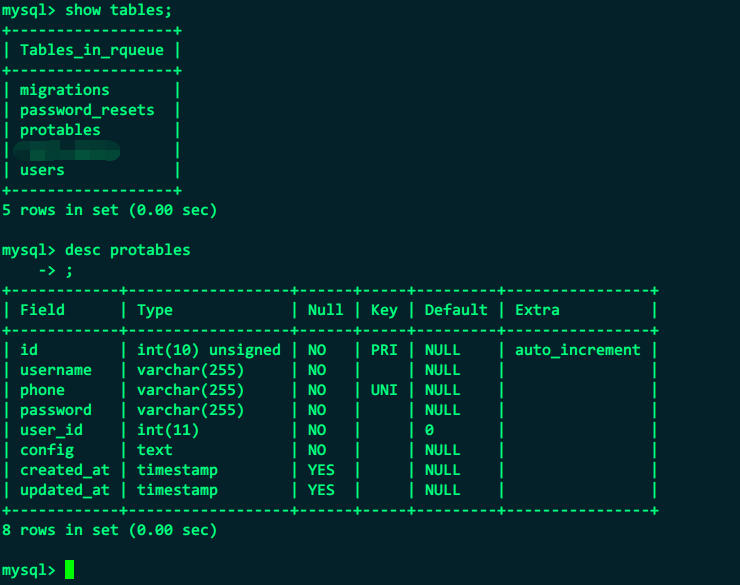 mysql> show tables;
+------------------+
| Tables_in_rqueue |
+------------------+
| migrations       |
| password_resets  |
| protables        |
|                  |
| users            |
+------------------+
5 rows in set (0.00 sec)
mysql> desc protables
    -> ;
+------------+------------------+------+-----+---------+----------------+
| Field      | Type             | Null | Key | Default | Extra          |
+------------+------------------+------+-----+---------+----------------+
| id         | int(10) unsigned | NO   | PRI | NULL    | auto_increment |
| username   | varchar(255)     | NO   |     | NULL    |                |
| phone      | varchar(255)     | NO   | UNI | NULL    |                |
| password   | varchar(255)     | NO   |     | NULL    |                |
| user_id    | int(11)          | NO   |     | 0       |                |
| config     | text             | NO   |     | NULL    |                |
| created_at | timestamp        | YES  |     | NULL    |                |
| updated_at | timestamp        | YES  |     | NULL    |                |
+------------+------------------+------+-----+---------+----------------+
8 rows in set (0.00 sec)
mysql>